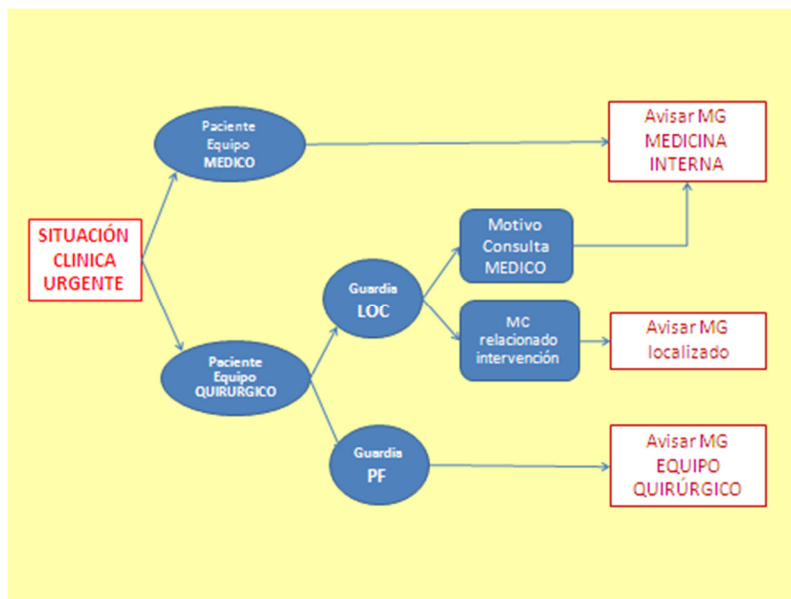 Paciente
Equipo
MEDICO
Avisar MG
MEDICINA
INTERNA
SITUACIÓN
CLINICA
URGENTE
Motivo
Consulta
MEDICO
Guardia
LOC
MC
relacionado
intervención
Avisar MG
localizado
Paciente
Equipo
QUIRURGICO
Guardia
PF
Avisar MG
EQUIPO
QUIRÚRGICO